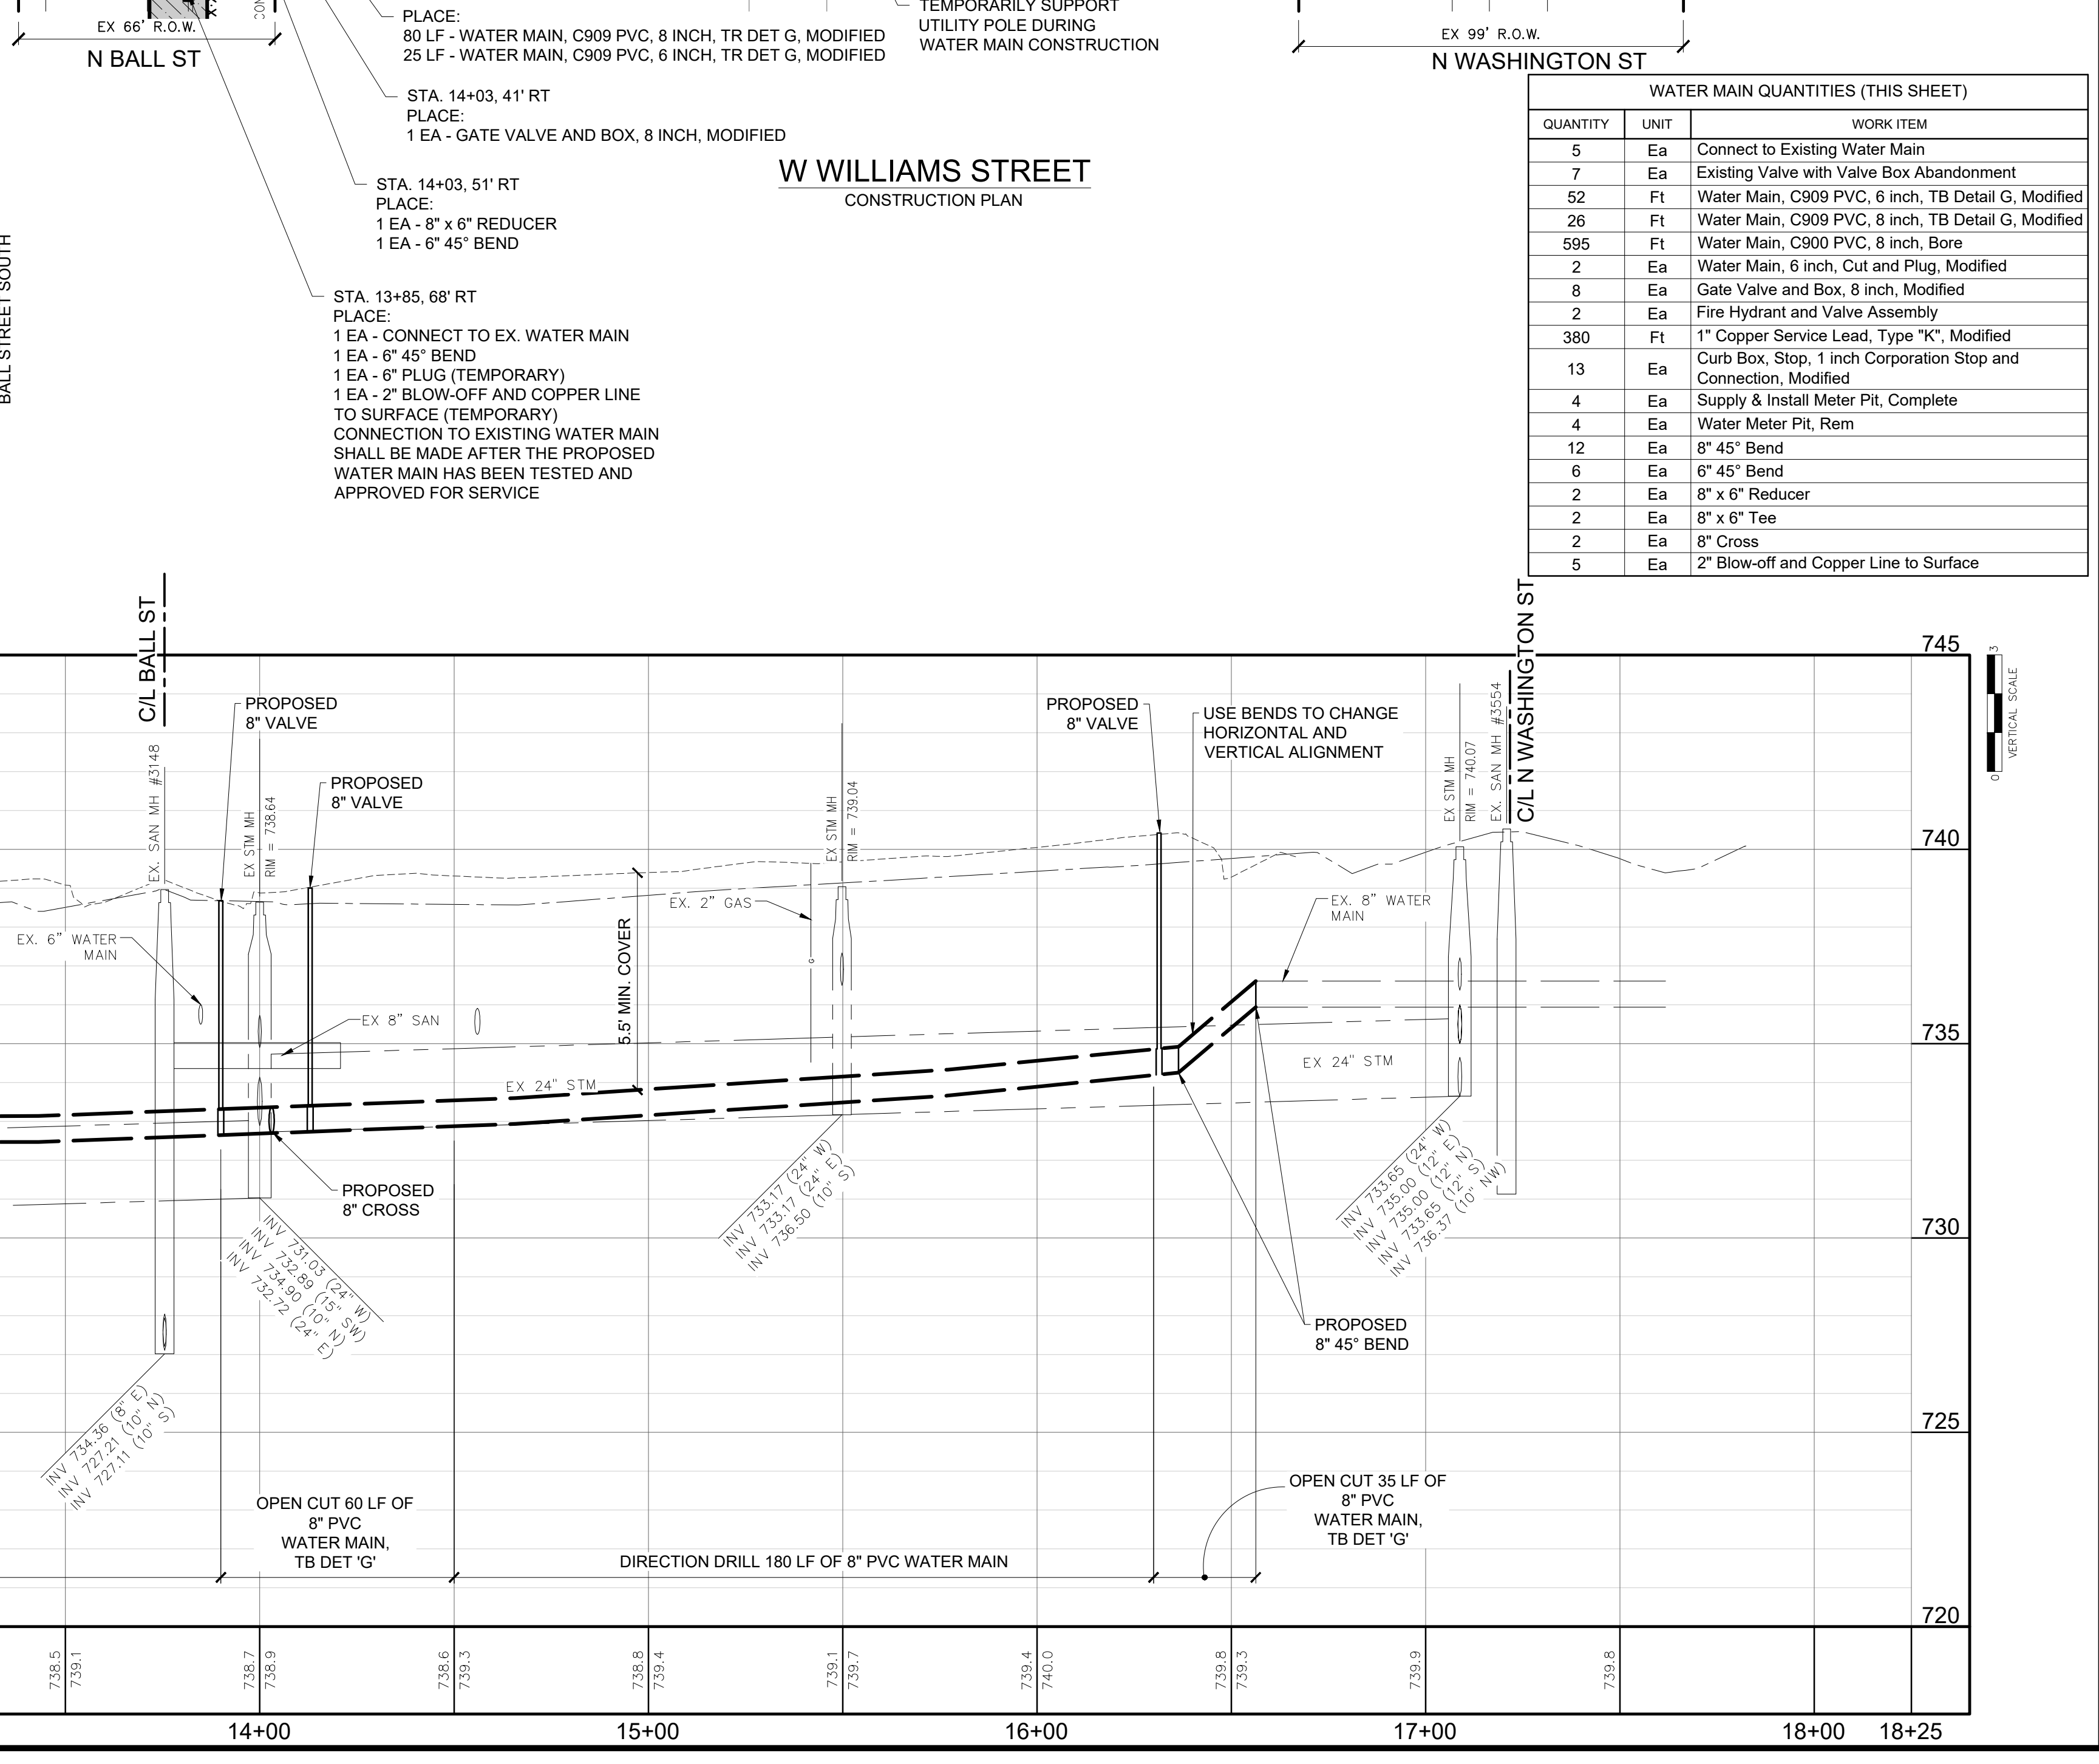 EX 66' R.O.W.
N BALL ST
PLACE:
80 LF - WATER MAIN, C909 PVC, 8 INCH, TR DET G, MODIFIED
25 LF - WATER MAIN, C909 PVC, 6 INCH, TR DET G, MODIFIED
TEMPORARILY SUPPORT
UTILITY POLE DURING
WATER MAIN CONSTRUCTION
EX 99' R.O.W.
N WASHINGTON ST
STA. 14+03, 41' RT
PLACE:
1 EA - GATE VALVE AND BOX, 8 INCH, MODIFIED
W WILLIAMS STREET
CONSTRUCTION PLAN
STA. 14+03, 51' RT
PLACE:
1 EA - 8" x 6" REDUCER
1 EA - 6" 45° BEND
BALL STREET SOUTH
STA. 13+85, 68' RT
PLACE:
1 EA - CONNECT TO EX. WATER MAIN
1 EA - 6" 45° BEND
1 EA - 6" PLUG (TEMPORARY)
1 EA - 2" BLOW-OFF AND COPPER LINE
TO SURFACE (TEMPORARY)
CONNECTION TO EXISTING WATER MAIN
SHALL BE MADE AFTER THE PROPOSED
WATER MAIN HAS BEEN TESTED AND
APPROVED FOR SERVICE
WATER MAIN QUANTITIES (THIS SHEET)
QUANTITY UNIT WORK ITEM
5 Ea Connect to Existing Water Main
7 Ea Existing Valve with Valve Box Abandonment
52 Ft Water Main, C909 PVC, 6 inch, TB Detail G, Modified
26 Ft Water Main, C909 PVC, 8 inch, TB Detail G, Modified
595 Ft Water Main, C900 PVC, 8 inch, Bore
2 Ea Water Main, 6 inch, Cut and Plug, Modified
8 Ea Gate Valve and Box, 8 inch, Modified
2 Ea Fire Hydrant and Valve Assembly
380 Ft 1" Copper Service Lead, Type "K", Modified
13 Ea Curb Box, Stop, 1 inch Corporation Stop and
Connection, Modified
4 Ea Supply & Install Meter Pit, Complete
4 Ea Water Meter Pit, Rem
12 Ea 8" 45° Bend
6 Ea 6" 45° Bend
2 Ea 8" x 6" Reducer
2 Ea 8" x 6" Tee
2 Ea 8" Cross
5 Ea 2" Blow-off and Copper Line to Surface
C/L BALL ST
C/L N WASHINGTON ST
745
740
735
730
725
720
0 3
VERTICAL SCALE
EX. SAN MH #3148
PROPOSED
8" VALVE
EX STM MH
RIM = 738.64
PROPOSED
8" VALVE
EX. 6" WATER
MAIN
EX 8" SAN
5.5' MIN. COVER
EX. 2" GAS
G
EX STM MH
RIM = 739.04
PROPOSED
8" VALVE
USE BENDS TO CHANGE
HORIZONTAL AND
VERTICAL ALIGNMENT
EX. 8" WATER
MAIN
EX STM MH
RIM = 740.07
EX. SAN MH #3554
EX 24" STM
EX 24" STM
PROPOSED
8" CROSS
INV 731.03 (24" W)
INV 732.89 (15" SW)
INV 734.90 (10" N)
INV 732.72 (24" E)
INV 733.17 (24" W)
INV 733.17 (24" E)
INV 736.50 (10" S)
INV 733.65 (24" W)
INV 735.00 (12" E)
INV 735.00 (12" N)
INV 733.65 (12" S)
INV 736.37 (10" NW)
PROPOSED
8" 45° BEND
INV 734.36 (8" E)
INV 727.21 (10" N)
INV 727.11 (10" S)
OPEN CUT 60 LF OF
8" PVC
WATER MAIN,
TB DET 'G'
DIRECTION DRILL 180 LF OF 8" PVC WATER MAIN
OPEN CUT 35 LF OF
8" PVC
WATER MAIN,
TB DET 'G'
738.5 739.1
738.7 738.9
738.6 739.3
738.8 739.4
739.1 739.7
739.4 740.0
739.8 739.3
739.9
739.8
14+00 15+00 16+00 17+00 18+00 18+25